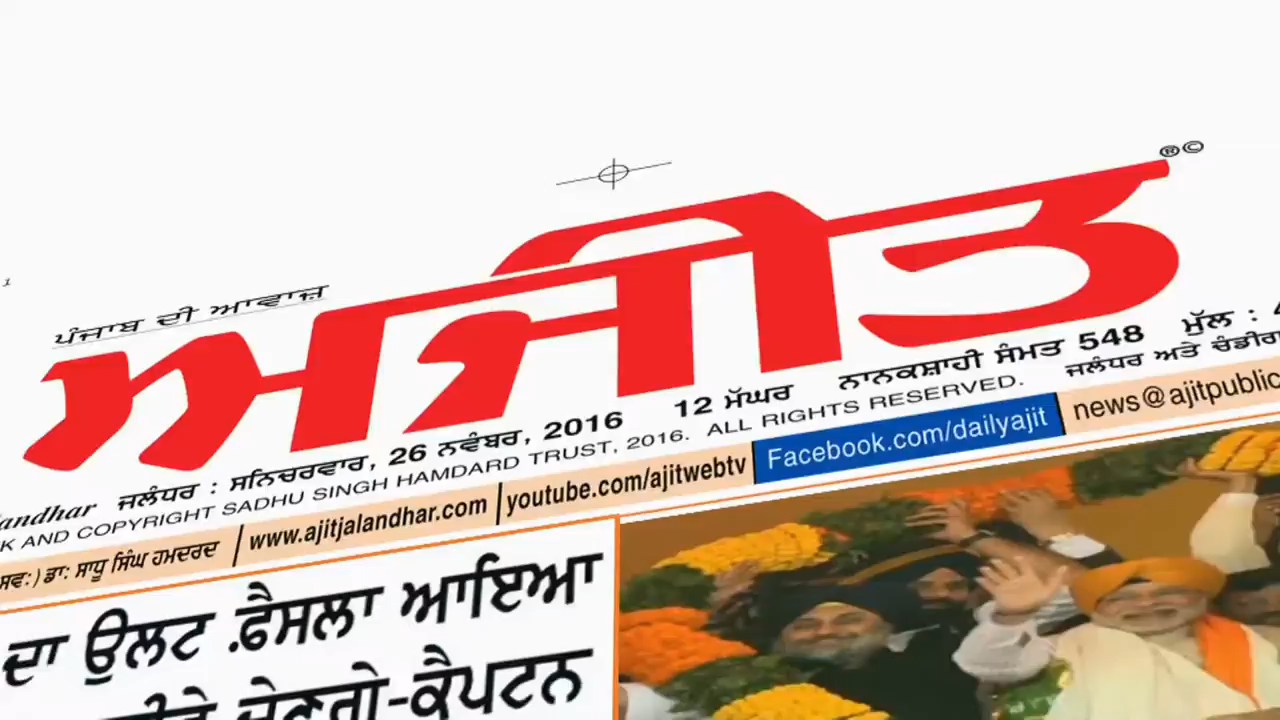 ਪੰਜਾਬ ਦੀ ਆਵਾਜ਼
®©
ਅਜੀਤ
ਜਲੰਧਰ : ਸਨਿਚਰਵਾਰ, 26 ਨਵੰਬਰ, 2016 12 ਮੱਘਰ ਨਾਨਕਸ਼ਾਹੀ ਸੰਮਤ 548 ਮੁੱਲ :
AND COPYRIGHT SADHU SINGH HAMDARD TRUST, 2016. ALL RIGHTS RESERVED. ਜਲੰਧਰ ਅਤੇ
ਡਾ: ਸਾਧੂ ਸਿੰਘ ਹਮਦਰਦ www.ajitjalandhar.com youtube.com/ajitwebtv Facebook.com/dailyajit news@ajitpublic
ਦਾ ਉਲਟ ਫ਼ੈਸਲਾ ਆਇਆ
ਦੇਣਗੇ-ਕੈਪਟਨ